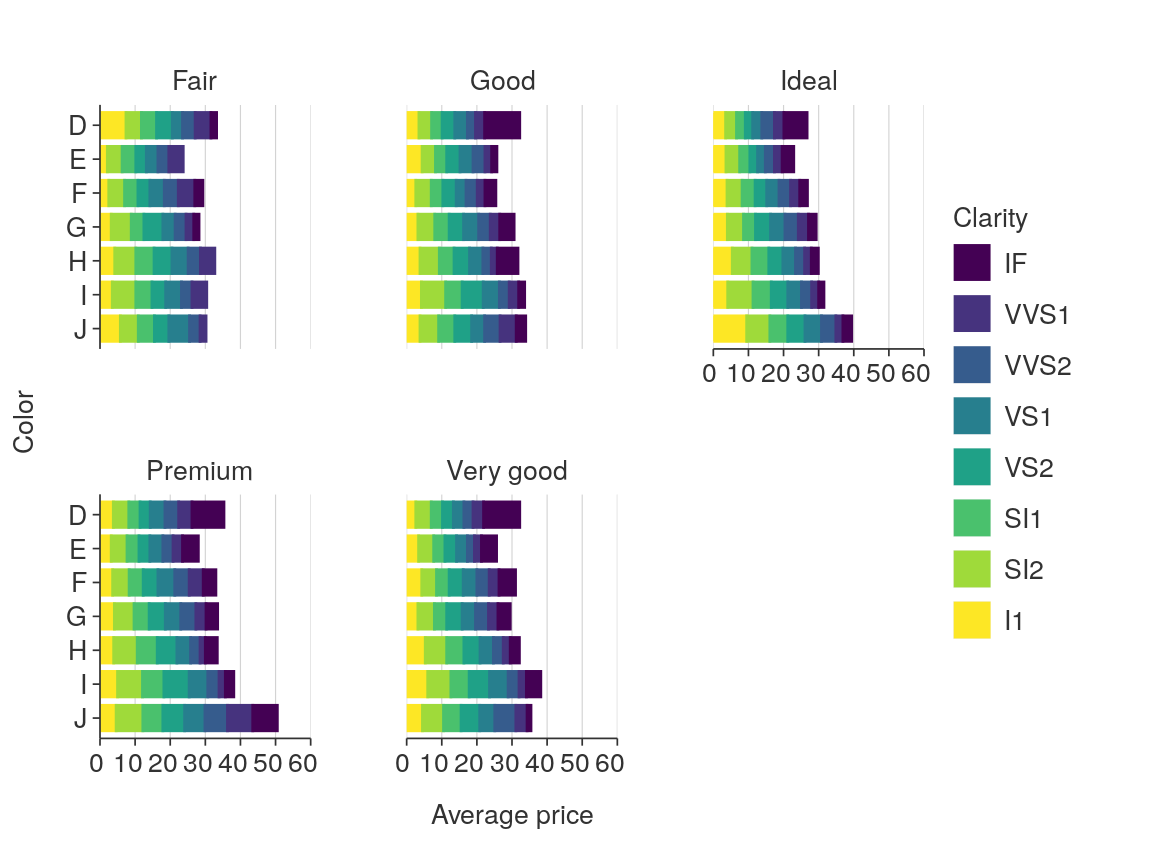 Fair
Good
Ideal
D
E
F
G
H
I
J
0 10 20 30 40 50 60
Color
Clarity
IF
VVS1
VVS2
VS1
VS2
SI1
SI2
I1
Premium
Very good
D
E
F
G
H
I
J
0 10 20 30 40 50 60
0 10 20 30 40 50 60
Average price